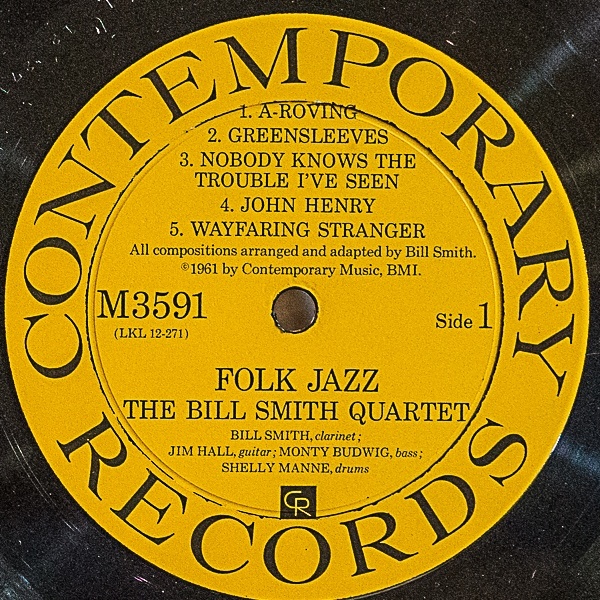 CONTEMPORARY
1. A-ROVING
2. GREENSLEEVES
3. NOBODY KNOWS THE
TROUBLE I'VE SEEN
4. JOHN HENRY
5. WAYFARING STRANGER
All compositions arranged and adapted by Bill Smith.
©1961 by Contemporary Music, BMI.
M3591
(LKL 12-271)
Side 1
FOLK JAZZ
THE BILL SMITH QUARTET
BILL SMITH, clarinet;
JIM HALL, guitar; MONTY BUDWIG, bass;
SHELLY MANNE, drums
CR
RECORDS